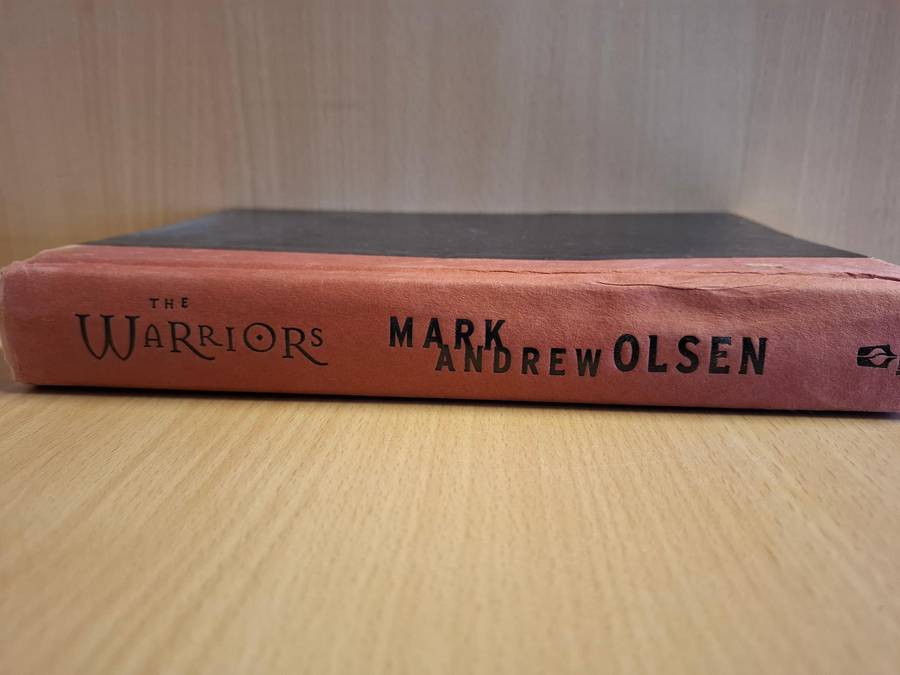 THE
WARRIORS
MARK
ANDREW OLSEN